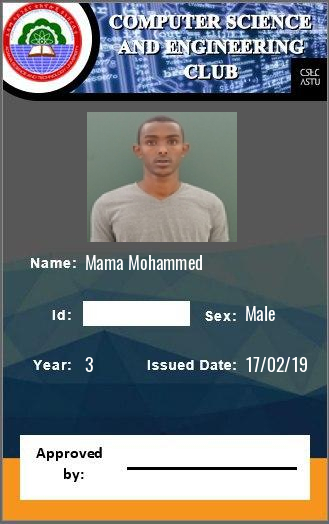 COMPUTER SCIENCE
AND ENGINEERING
CLUB
CSEC
ASTU
Name: Mama Mohammed
Id:
Sex: Male
Year: 3
Issued Date: 17/02/19
Approved
by: